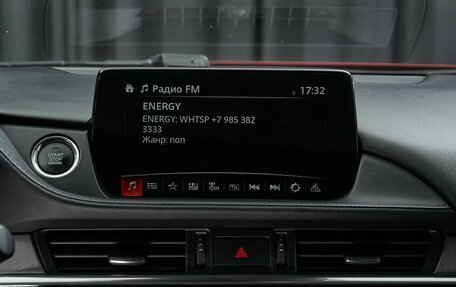 Радио FM 17:32
ENERGY
ENERGY: WHTSP +7 985 382
3333
Жанр: поп
START
STOP
ENGINE